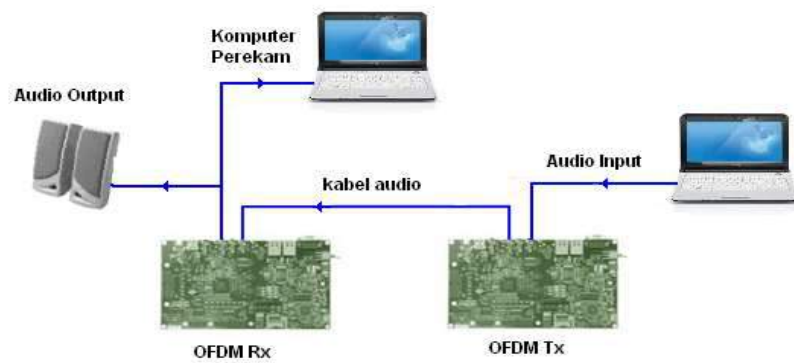 Komputer
Perekam
Audio Output
Audio Input
kabel audio
OFDM Rx
OFDM Tx